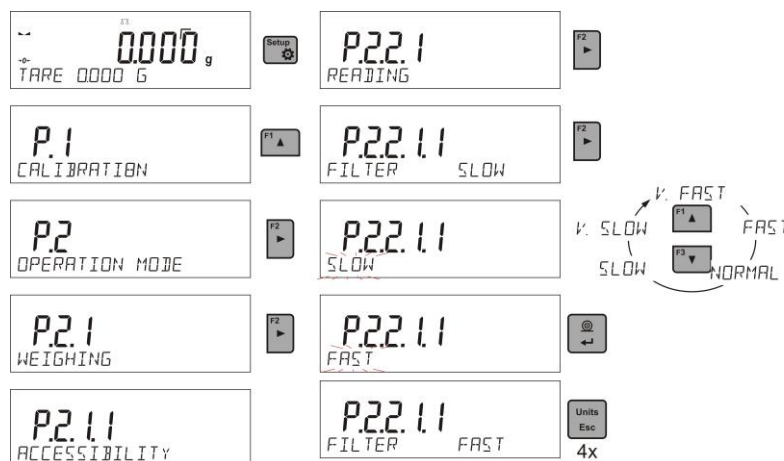 0.000 g
TARE 0.000 G
Setup
P.1
CALIBRATION
F1
P.2
OPERATION MODE
F2
P.2.1
WEIGHING
F2
P.2.1.1
ACCESSIBILITY
P.2.2.1
READING
F2
P.2.2.1.1
FILTER SLOW
F2
P.2.2.1.1
SLOW
V. FAST
F1
V. SLOW
FAST
SLOW
F3
NORMAL
P.2.2.1.1
FAST
P.2.2.1.1
FILTER FAST
Units
Esc
4x